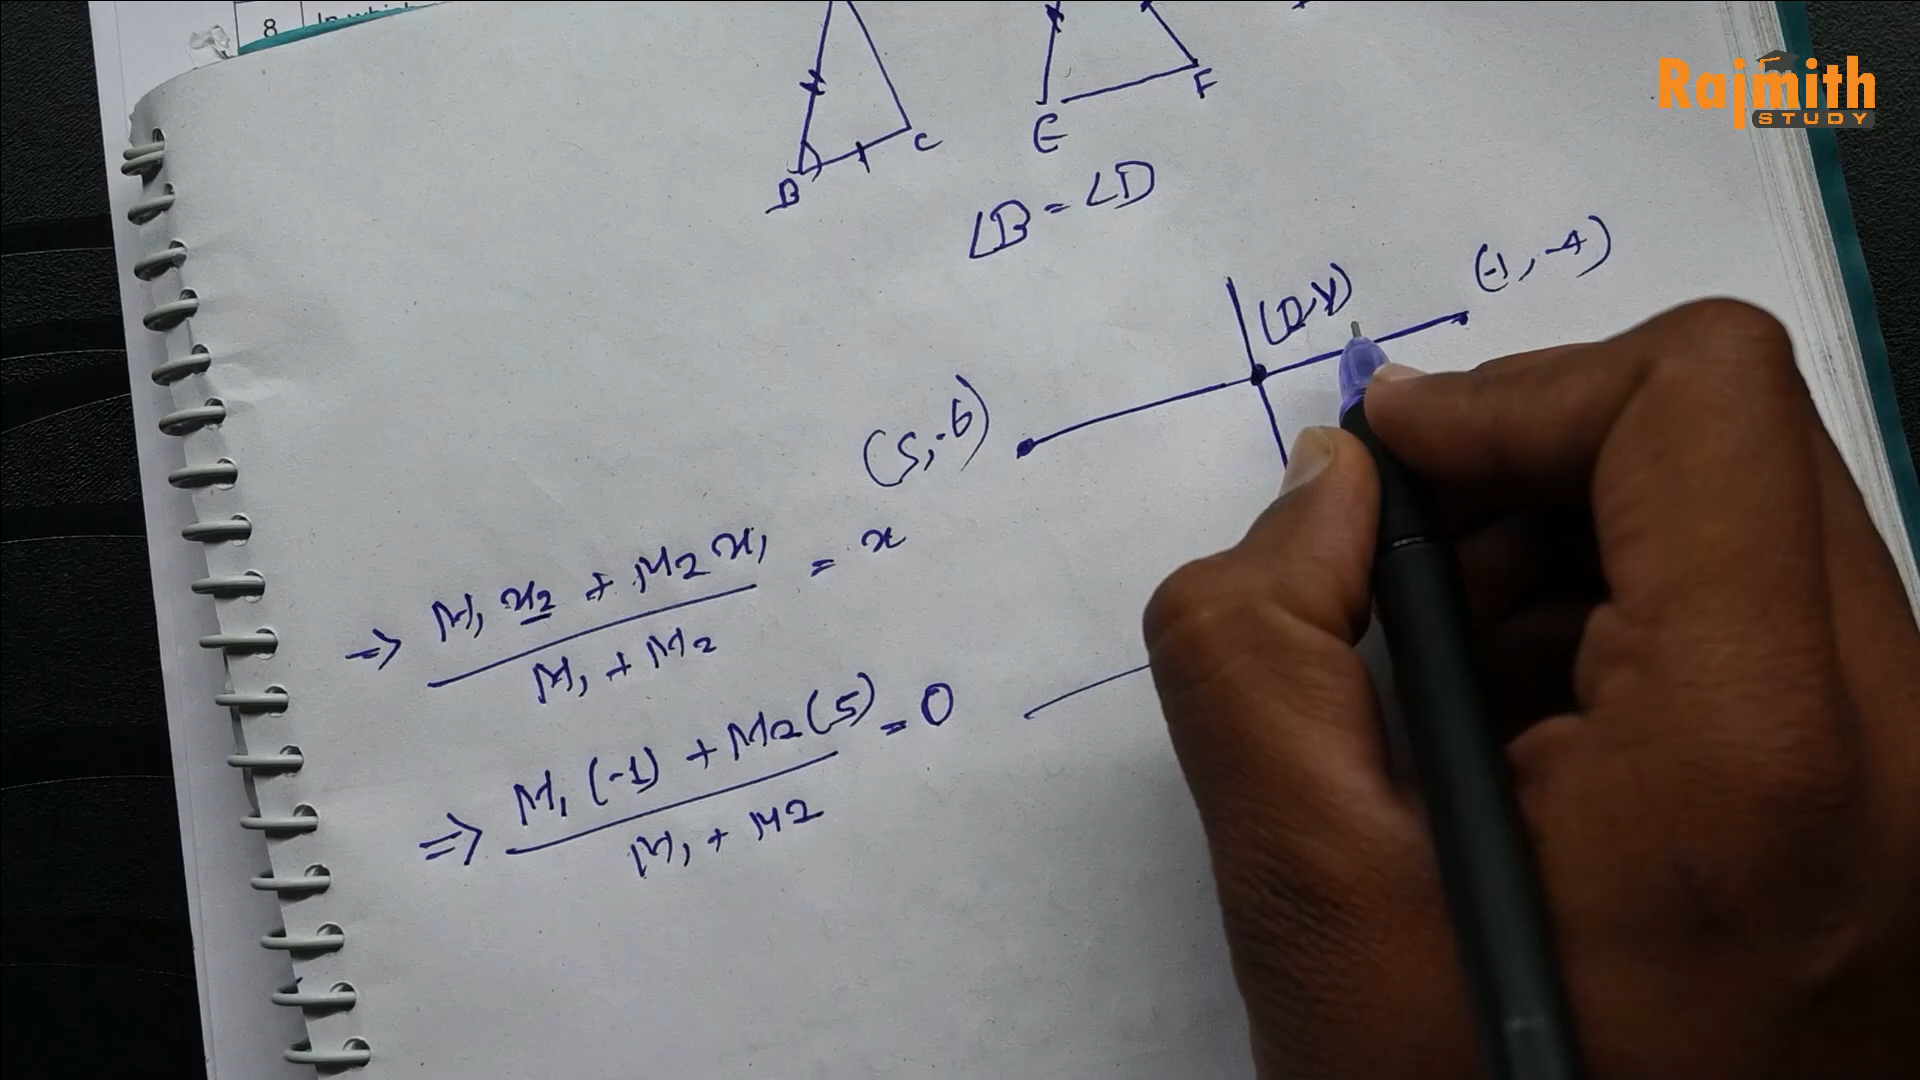 8
Rajmith
STUDY
B
C
E
F
∠B = ∠D
(0, y)
(-1, -4)
(5, -6)
⇒ M₁x₂ + M₂x₁ / M₁ + M₂ = x
⇒ M₁(-1) + M₂(5) / M₁ + M₂ = 0